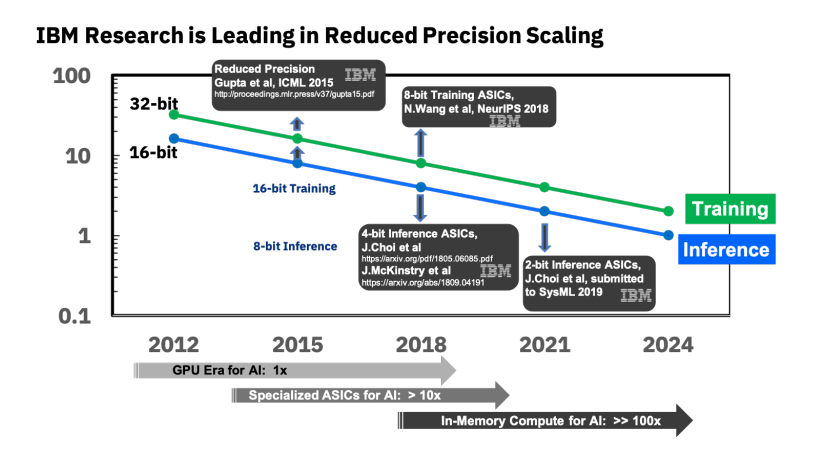 IBM Research is Leading in Reduced Precision Scaling
100
10
1
0.1
32-bit
16-bit
Reduced Precision
Gupta et al, ICML 2015
http://proceedings.mlr.press/v37/gupta15.pdf
IBM
8-bit Training ASICs,
N.Wang et al, NeurIPS 2018
IBM
16-bit Training
8-bit Inference
4-bit Inference ASICs,
J.Choi et al
https://arxiv.org/pdf/1805.06085.pdf
J.McKinstry et al
https://arxiv.org/abs/1809.04191
IBM
2-bit Inference ASICs,
J.Choi et al, submitted
to SysML 2019
IBM
Training
Inference
2012
2015
2018
2021
2024
GPU Era for AI: 1x
Specialized ASICs for AI: > 10x
In-Memory Compute for AI: >> 100x